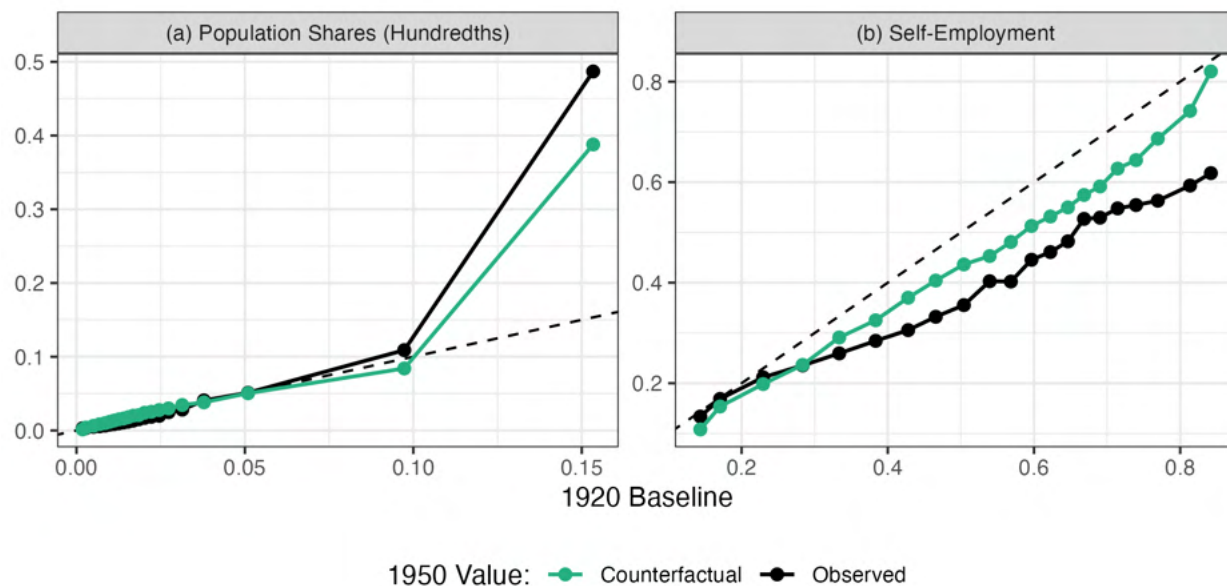 (a) Population Shares (Hundredths)
(b) Self-Employment
0.5
0.4
0.3
0.2
0.1
0.0
0.8
0.6
0.4
0.2
0.00 0.05 0.10 0.15
0.2 0.4 0.6 0.8
1920 Baseline
1950 Value: Counterfactual Observed